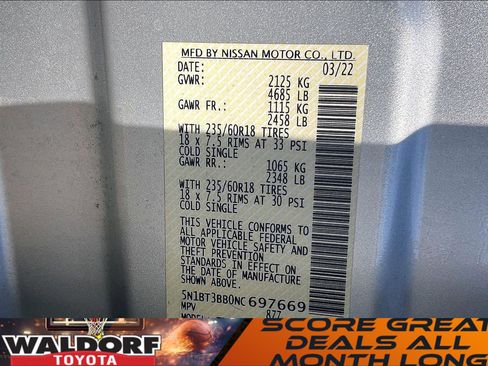 MFD BY NISSAN MOTOR CO., LTD.
DATE: 03/22
GVWR: 2125 KG
4685 LB
GAWR FR.: 1115 KG
2458 LB
WITH 235/60R18 TIRES
18 x 7.5 RIMS AT 33 PSI
COLD SINGLE
GAWR RR.: 1065 KG
2348 LB
WITH 235/60R18 TIRES
18 x 7.5 RIMS AT 30 PSI
COLD SINGLE
THIS VEHICLE CONFORMS TO
ALL APPLICABLE FEDERAL
MOTOR VEHICLE SAFETY AND
THEFT PREVENTION
STANDARDS IN EFFECT ON
THE DATE OF MANUFACTURE
SHOWN ABOVE.
5N1BT3BB0NC697669
MPV
MODEL 877
WALDORF
TOYOTA
SCORE GREAT
DEALS ALL
MONTH LONG